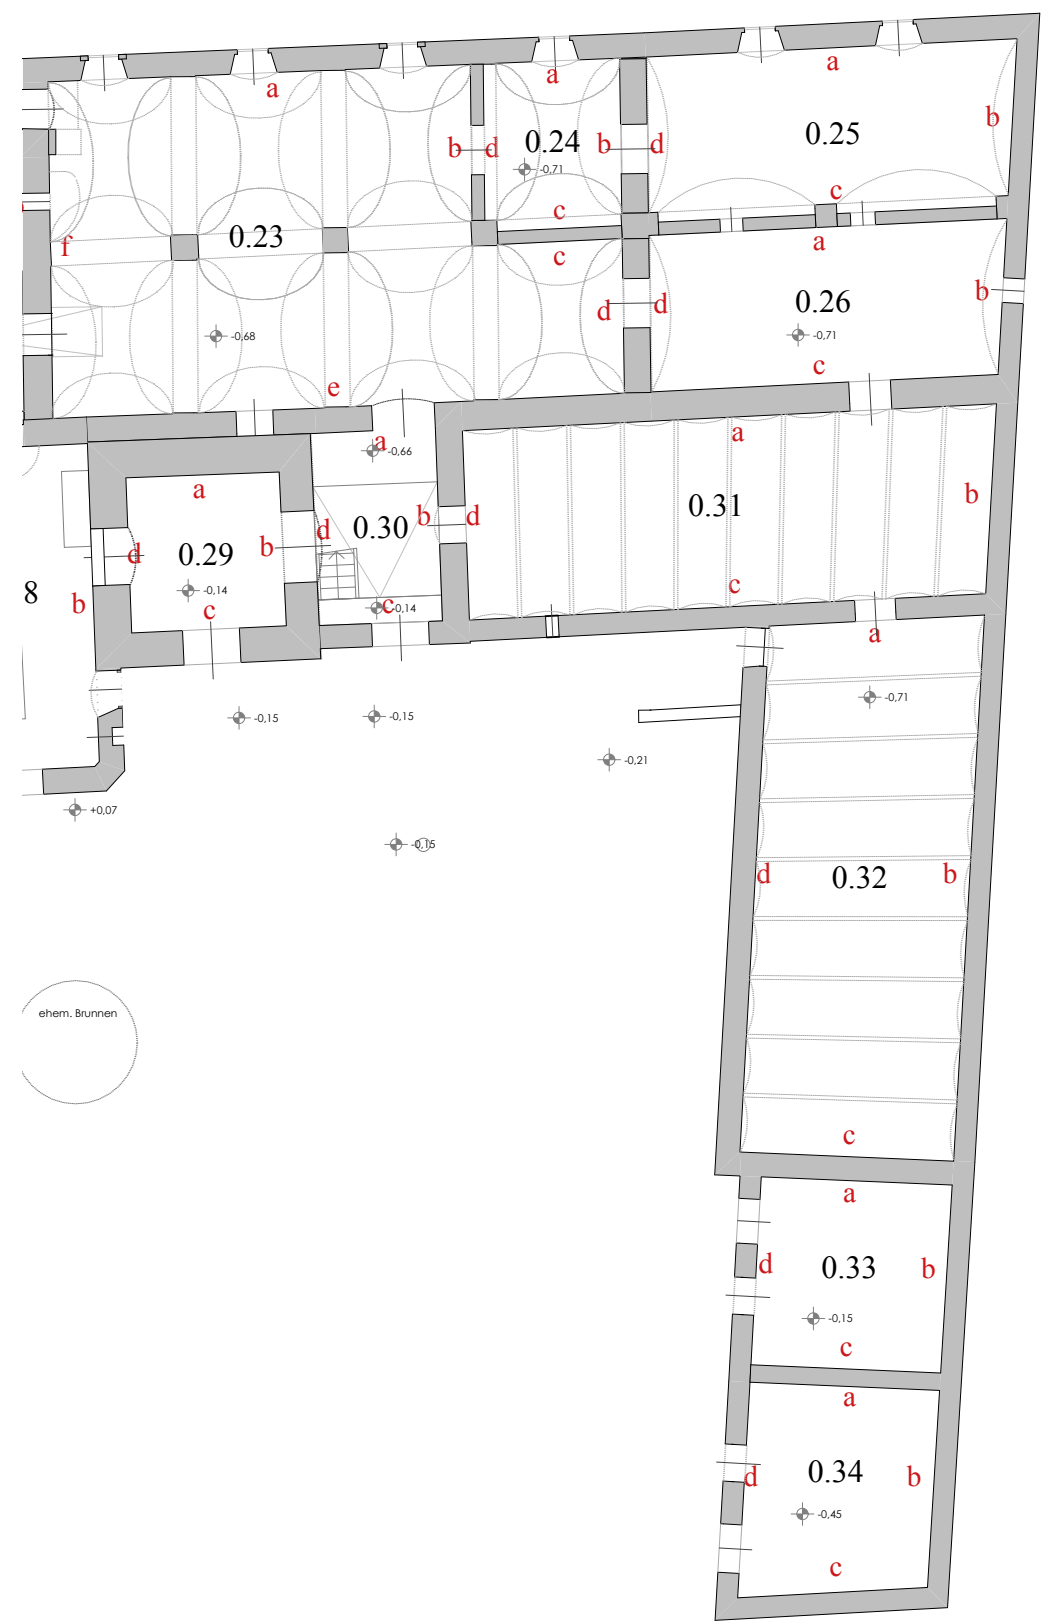 a
a
a
b
0.25
b
d
0.24
b
d
-0,71
c
c
0.23
f
c
a
b
0.26
d
d
-0,68
-0,71
c
e
a
-0,66
a
a
b
0.31
0.30
b
d
d
b
0.29
d
-0,14
c
c
-0,14
c
8
b
a
-0,71
-0,15
-0,15
-0,21
+0,07
-0,15
d
0.32
b
ehem. Brunnen
c
a
d
0.33
b
-0,15
c
a
d
0.34
b
-0,45
c